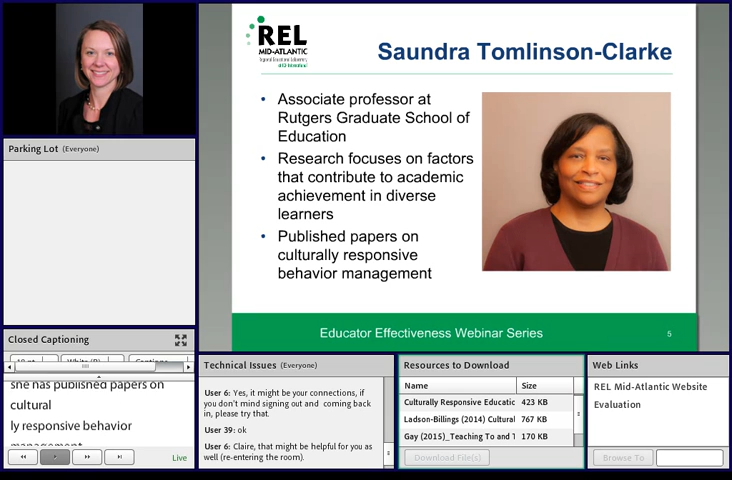 REL
MID-ATLANTIC
Saundra Tomlinson-Clarke
• Associate professor at
Rutgers Graduate School of
Education
• Research focuses on factors
that contribute to academic
achievement in diverse
learners
• Published papers on
culturally responsive
behavior management
Educator Effectiveness Webinar Series
5
Parking Lot (Everyone)
Closed Captioning
she has published papers on
cultural
ly responsive behavior
management
Live
Technical Issues (Everyone)
User 6: Yes, it might be your connections, if
you don't mind signing out and coming back
in, please try that.
User 39: ok
User 6: Claire, that might be helpful for you as
well (re-entering the room).
Resources to Download
Name Size
Culturally Responsive Educatic 423 KB
Ladson-Billings (2014) Cultural 767 KB
Gay (2015)_Teaching To and T 170 KB
Download File(s)
Web Links
REL Mid-Atlantic Website
Evaluation
Browse To